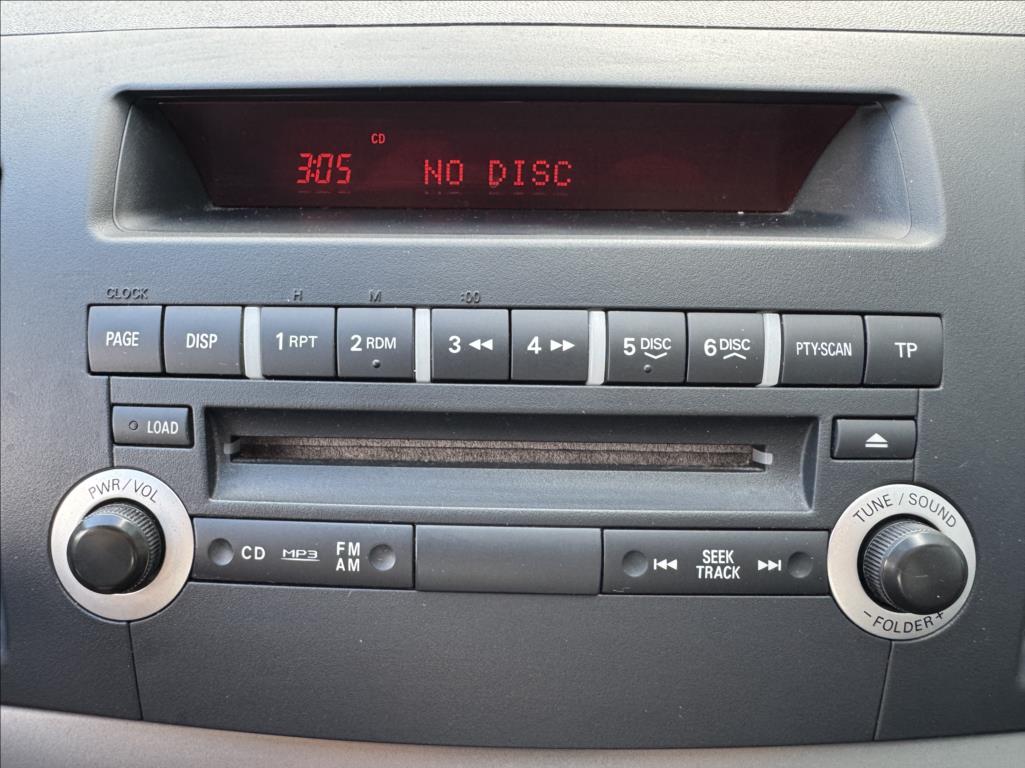 CD
3:05 NO DISC
CLOCK H M :00
PAGE DISP 1 RPT 2 RDM 3 4 5 DISC 6 DISC PTY·SCAN TP
LOAD
PWR/VOL
TUNE / SOUND
CD MP3 FM AM
SEEK TRACK
- FOLDER +